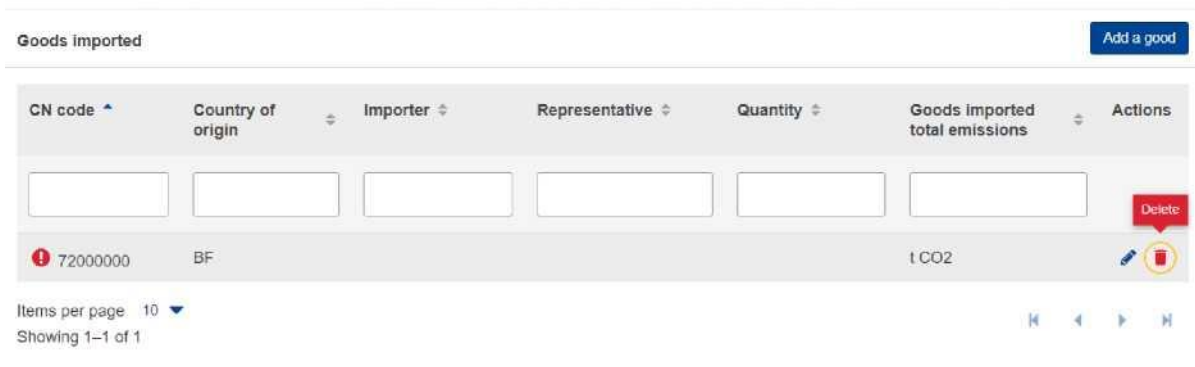 Goods imported
Add a good
CN code
Country of origin
Importer
Representative
Quantity
Goods imported total emissions
Actions
Delete
72000000
BF
t CO2
Items per page 10
Showing 1–1 of 1